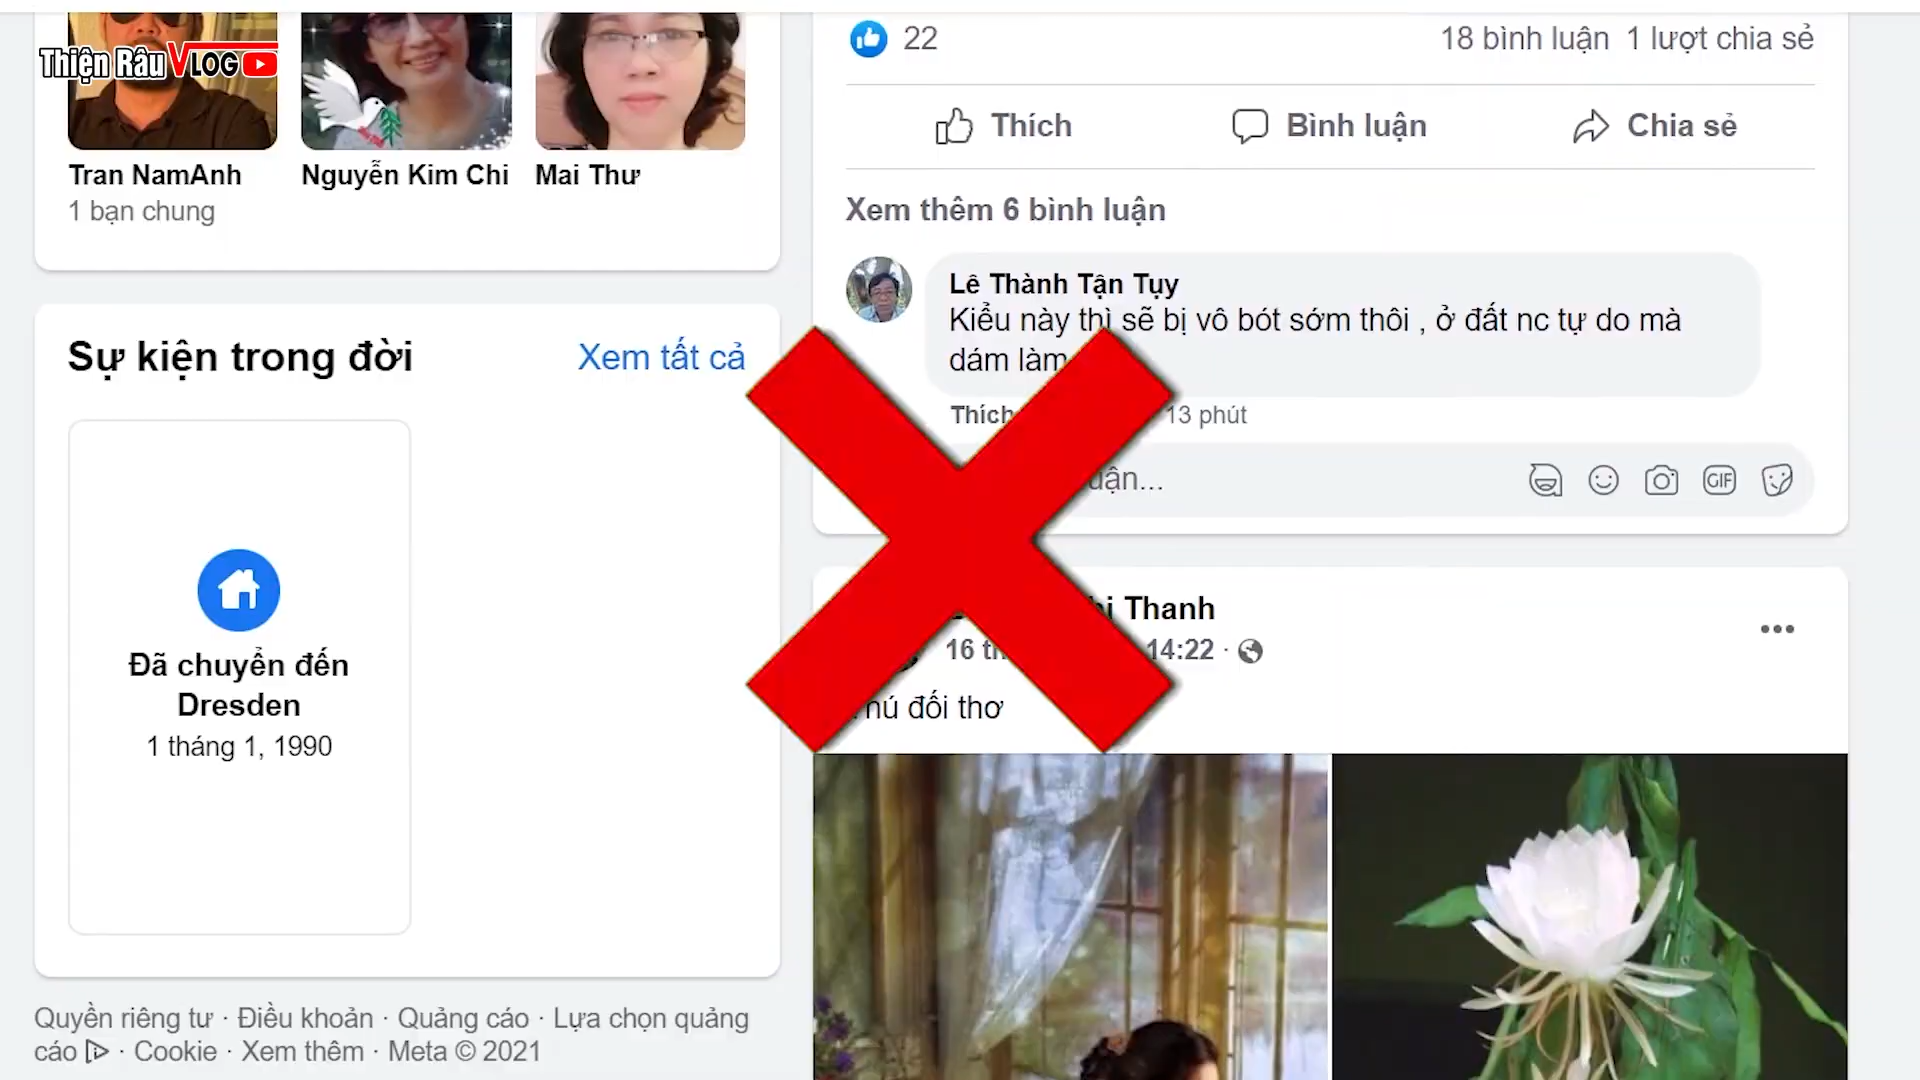 Thiện Râu VLOG
Tran NamAnh
1 bạn chung
Nguyễn Kim Chi
Mai Thư
Sự kiện trong đời
Xem tất cả
Đã chuyển đến
Dresden
1 tháng 1, 1990
Quyền riêng tư · Điều khoản · Quảng cáo · Lựa chọn quảng
cáo · Cookie · Xem thêm · Meta © 2021
22
18 bình luận 1 lượt chia sẻ
Thích
Bình luận
Chia sẻ
Xem thêm 6 bình luận
Lê Thành Tận Tụy
Kiểu này thì sẽ bị vô bót sớm thôi , ở đất nc tự do mà
dám làm
Thích 13 phút
GIF
Thanh
16 14:22 ·
đối thơ